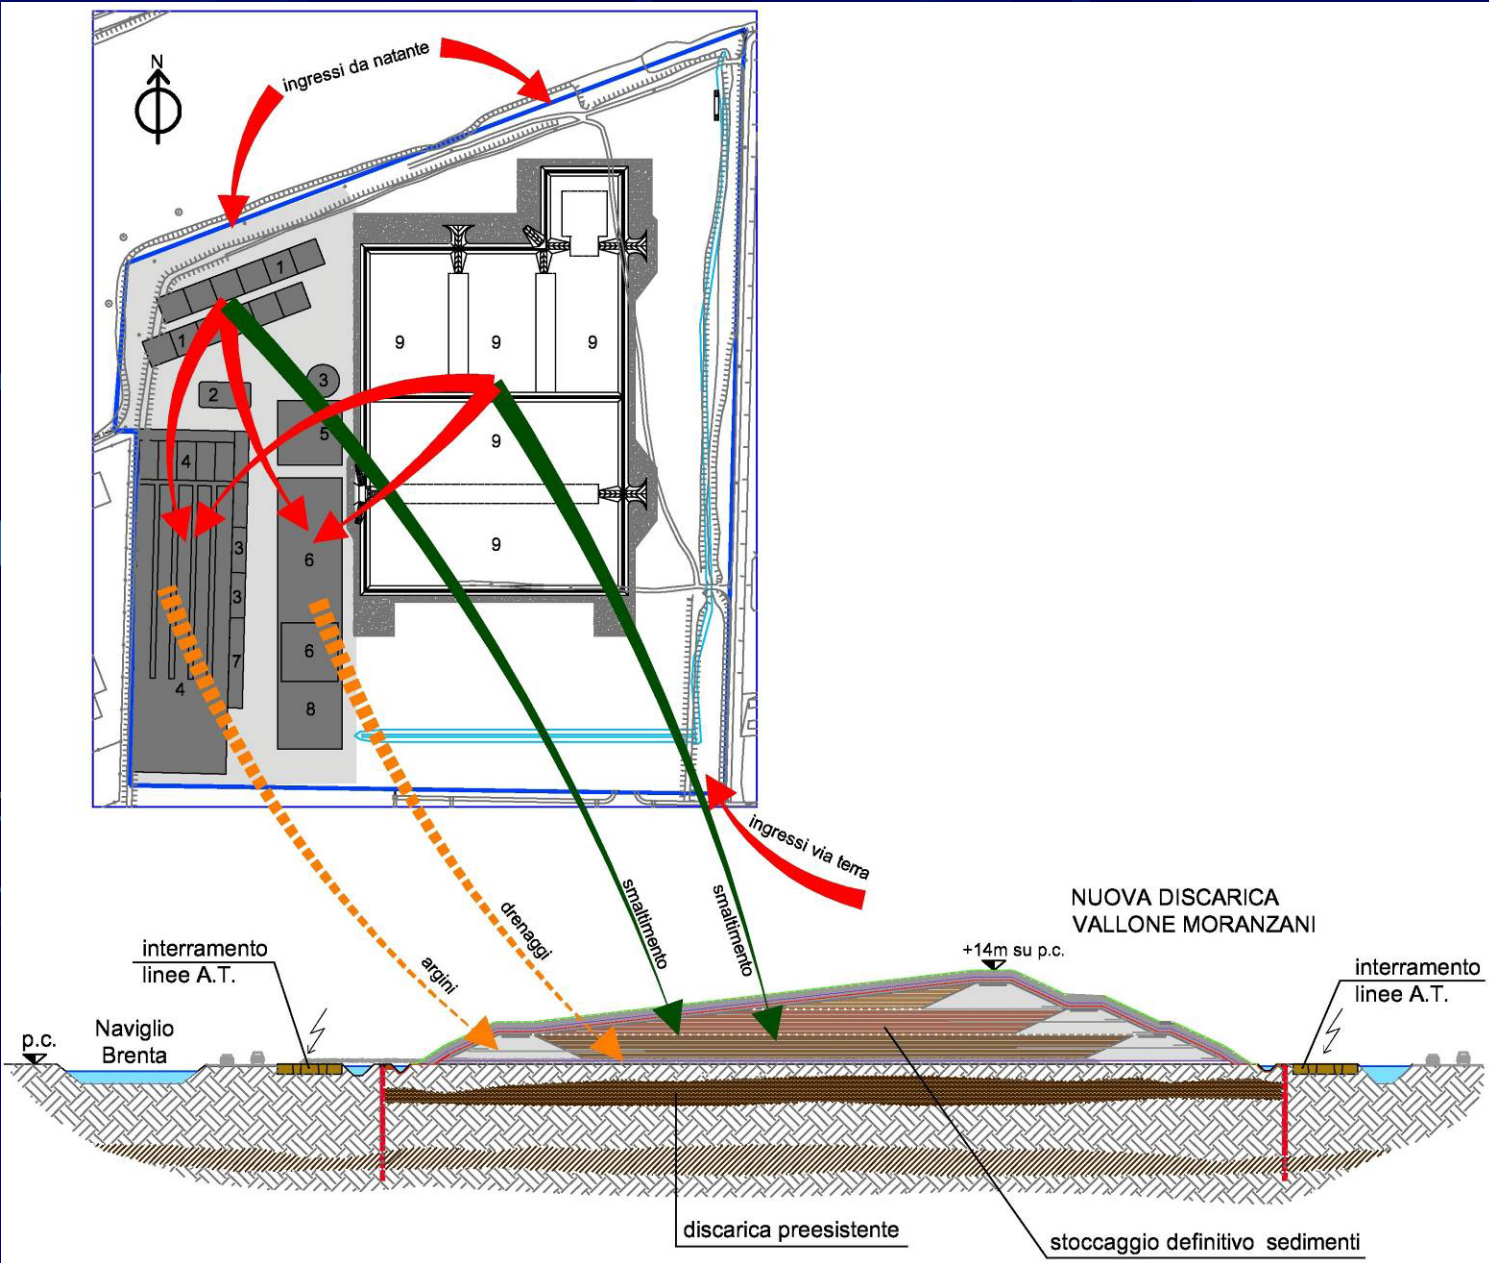 N
ingressi da natante
1
1
2
3
5
4
9
9
9
9
9
6
3
3
7
6
4
8
ingressi via terra
smaltimento
smaltimento
drenaggi
argini
NUOVA DISCARICA
VALLONE MORANZANI
+14m su p.c.
interramento
linee A.T.
interramento
linee A.T.
p.c.
Naviglio
Brenta
discarica preesistente
stoccaggio definitivo sedimenti